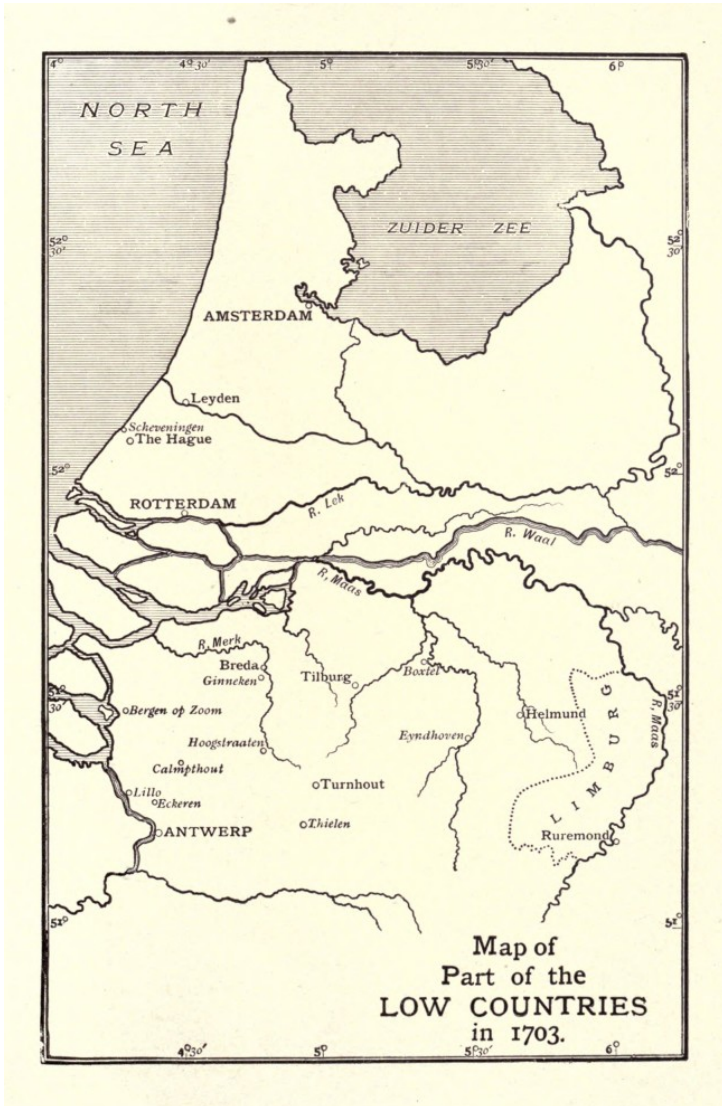 4°
4°30'
5°
5°30'
6°
NORTH
SEA
ZUIDER ZEE
52°
30'
52°
30'
AMSTERDAM
Leyden
Scheveningen
The Hague
52°
52°
ROTTERDAM
R. Lek
R. Waal
R. Maas
R. Merk
Breda
Ginneken
Tilburg
Boxtel
51°
30'
51°
30'
Bergen op Zoom
Helmund
R. Maas
LIMBURG
Hoogstraaten
Eyndhoven
Calmpthout
Turnhout
Lillo
Eckeren
Thielen
ANTWERP
Ruremond
51°
51°
Map of
Part of the
LOW COUNTRIES
in 1703.
4°30'
5°
5°30'
6°